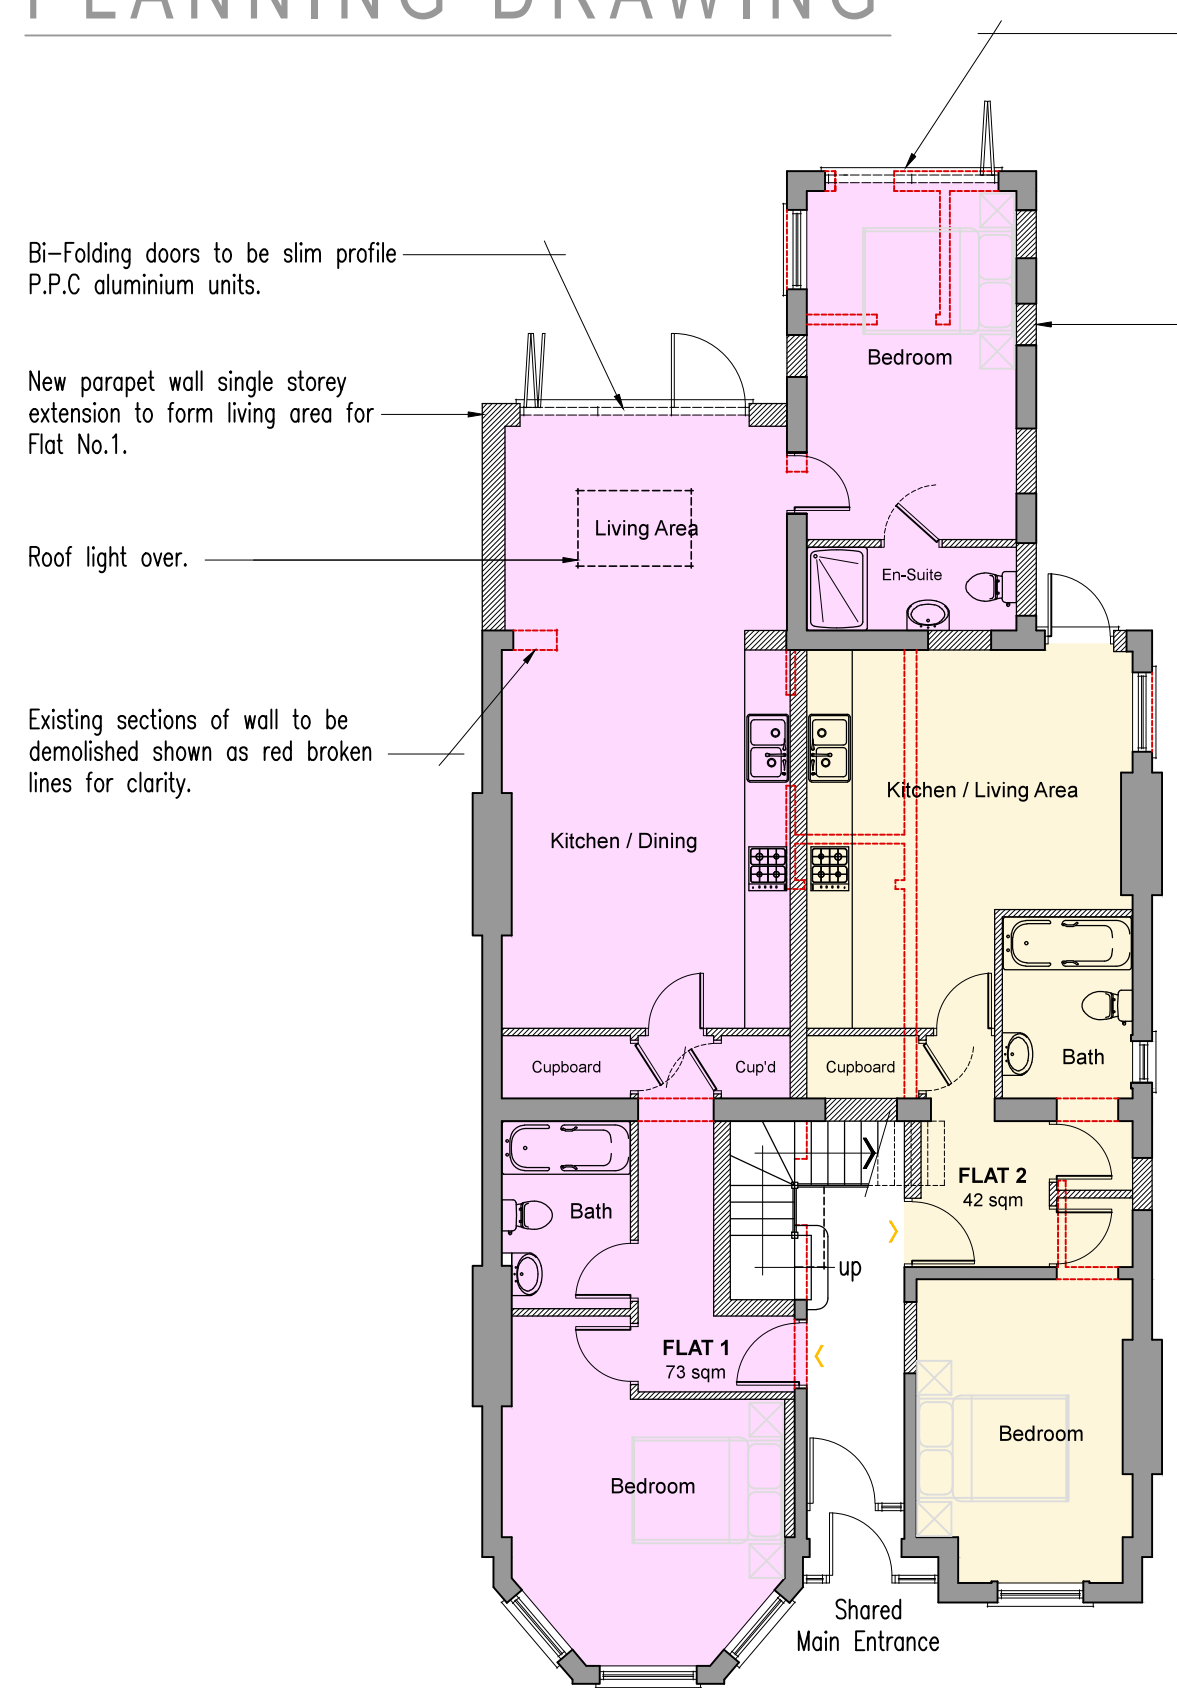 PLANNING DRAWING
Bi-Folding doors to be slim profile
P.P.C aluminium units.
New parapet wall single storey
extension to form living area for
Flat No.1.
Roof light over.
Existing sections of wall to be
demolished shown as red broken
lines for clarity.
Bedroom
Living Area
En-Suite
Kitchen / Living Area
Kitchen / Dining
Cupboard
Cup'd
Cupboard
Bath
FLAT 2
42 sqm
Bath
up
FLAT 1
73 sqm
Bedroom
Bedroom
Shared
Main Entrance